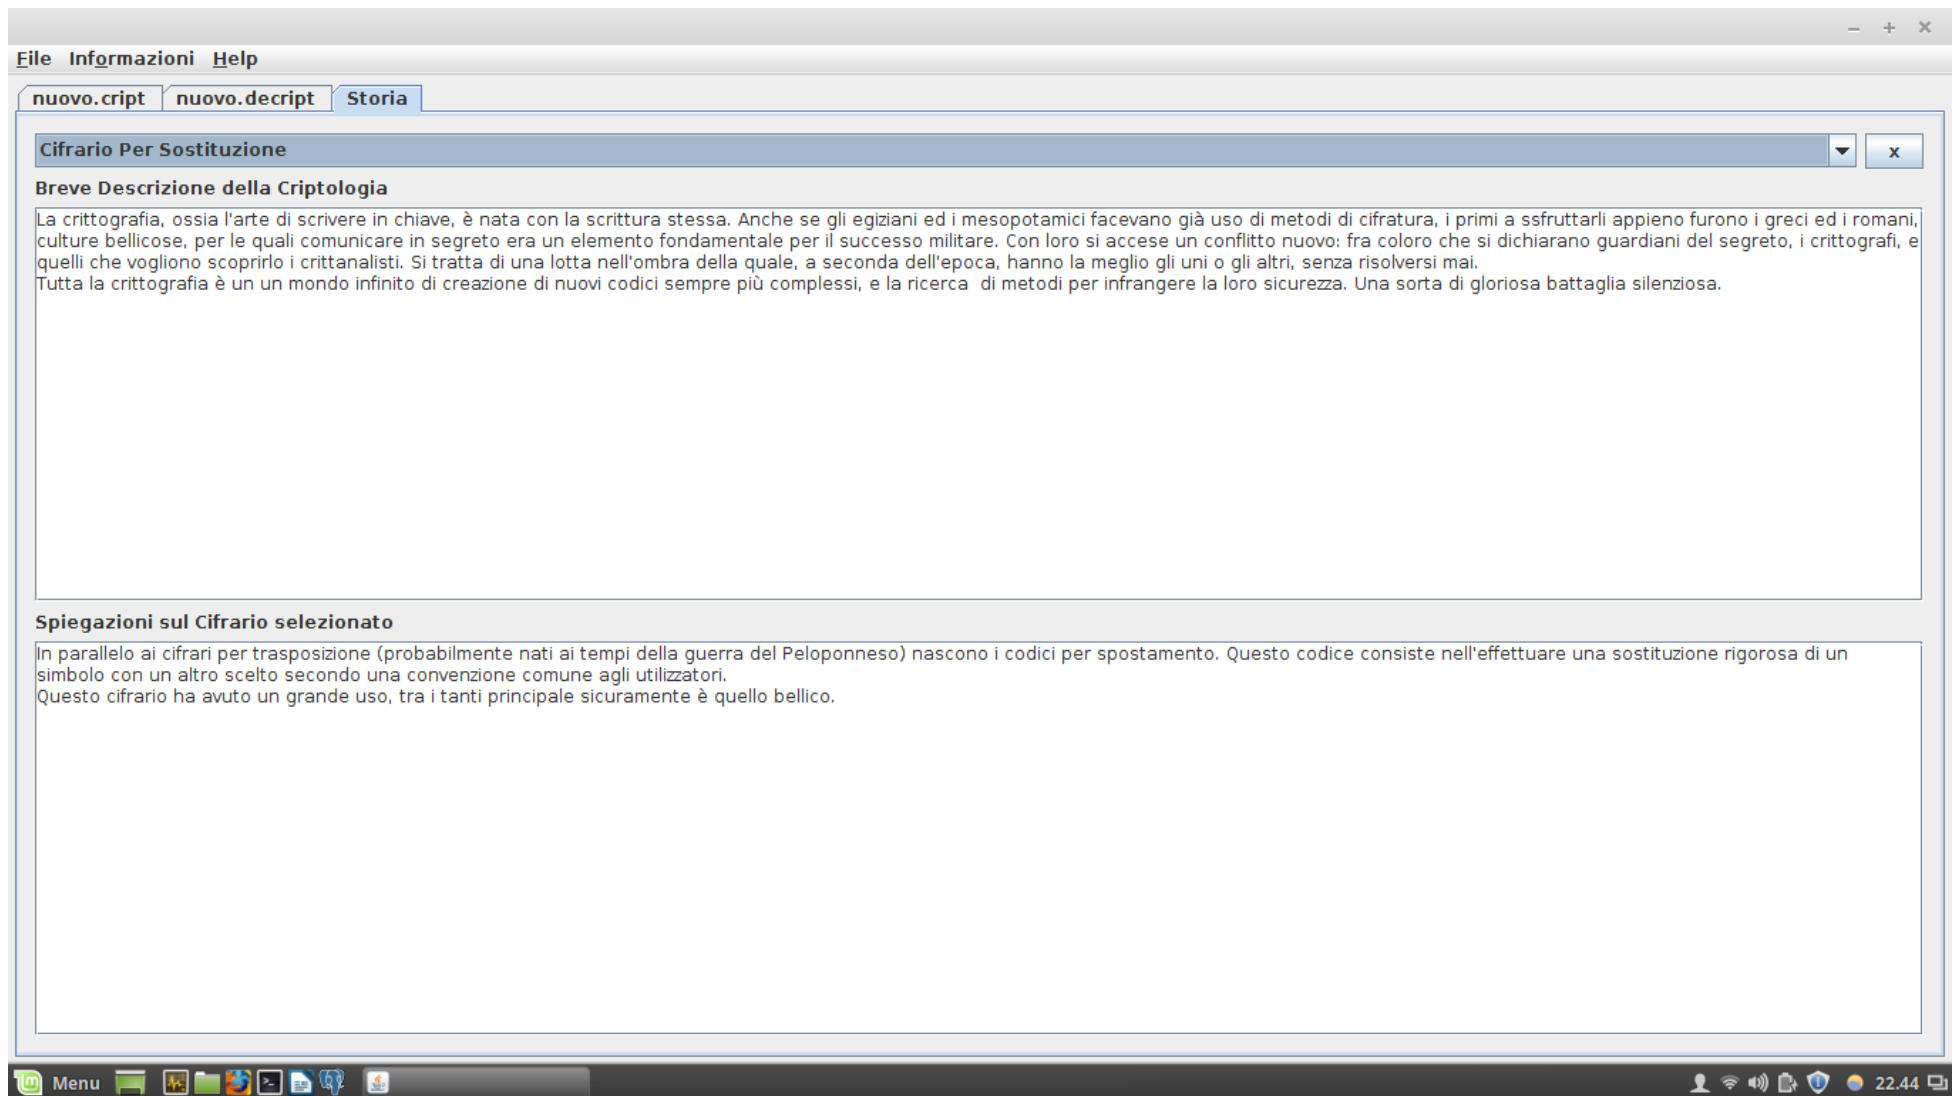 – + ×
File Informazioni Help
nuovo.cript nuovo.decript Storia
Cifrario Per Sostituzione x
Breve Descrizione della Criptologia
La crittografia, ossia l'arte di scrivere in chiave, è nata con la scrittura stessa. Anche se gli egiziani ed i mesopotamici facevano già uso di metodi di cifratura, i primi a ssfruttarli appieno furono i greci ed i romani,
culture bellicose, per le quali comunicare in segreto era un elemento fondamentale per il successo militare. Con loro si accese un conflitto nuovo: fra coloro che si dichiarano guardiani del segreto, i crittografi, e
quelli che vogliono scoprirlo i crittanalisti. Si tratta di una lotta nell'ombra della quale, a seconda dell'epoca, hanno la meglio gli uni o gli altri, senza risolversi mai.
Tutta la crittografia è un un mondo infinito di creazione di nuovi codici sempre più complessi, e la ricerca  di metodi per infrangere la loro sicurezza. Una sorta di gloriosa battaglia silenziosa.
Spiegazioni sul Cifrario selezionato
In parallelo ai cifrari per trasposizione (probabilmente nati ai tempi della guerra del Peloponneso) nascono i codici per spostamento. Questo codice consiste nell'effettuare una sostituzione rigorosa di un
simbolo con un altro scelto secondo una convenzione comune agli utilizzatori.
Questo cifrario ha avuto un grande uso, tra i tanti principale sicuramente è quello bellico.
Menu 22.44